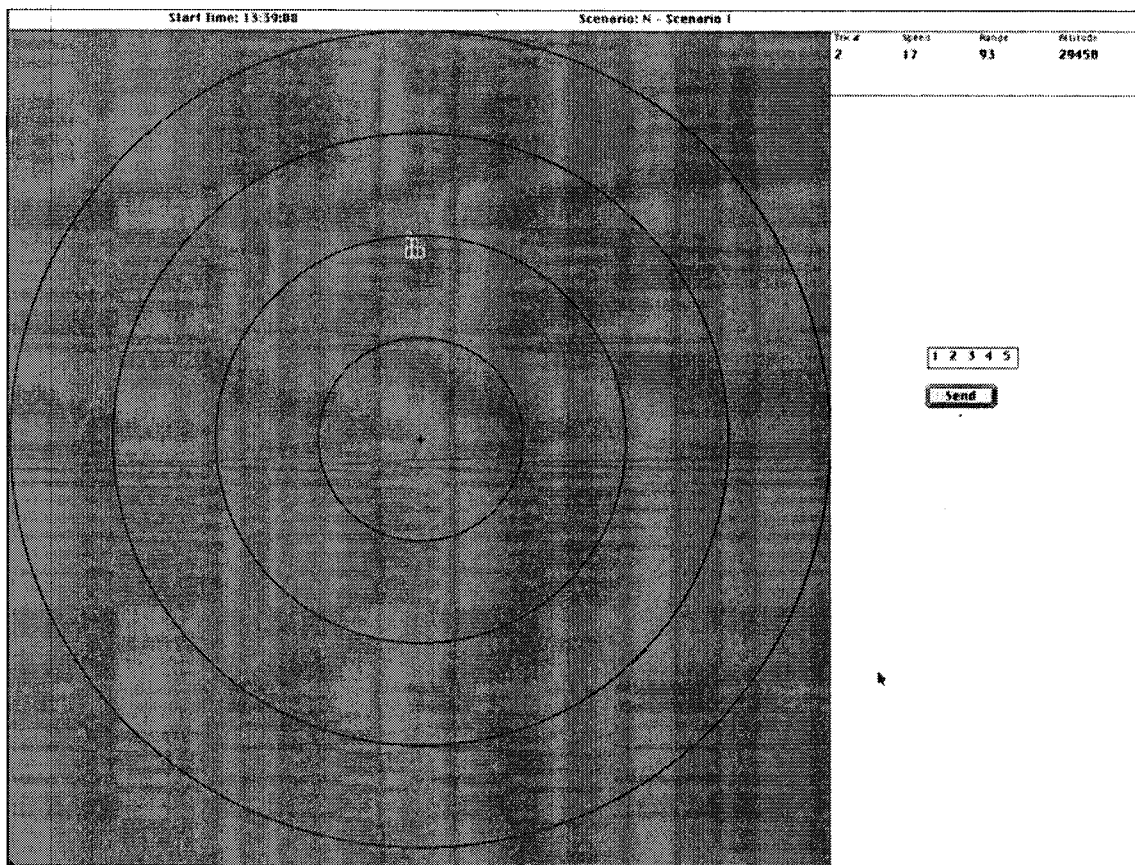 Start Time: 13:39:08 Scenario: N - Scenario 1
Trk # Speed Range Altitude
2 17 93 29450
1 2 3 4 5
Send